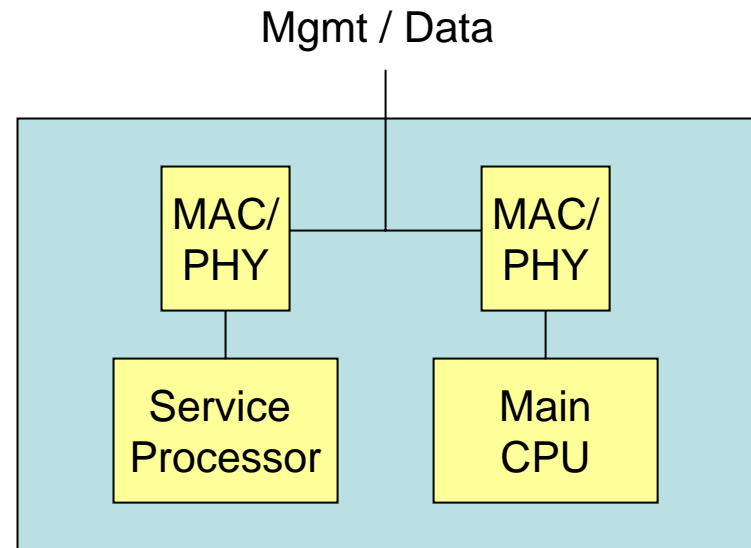 Mgmt / Data
MAC/
PHY
MAC/
PHY
Service
Processor
Main
CPU